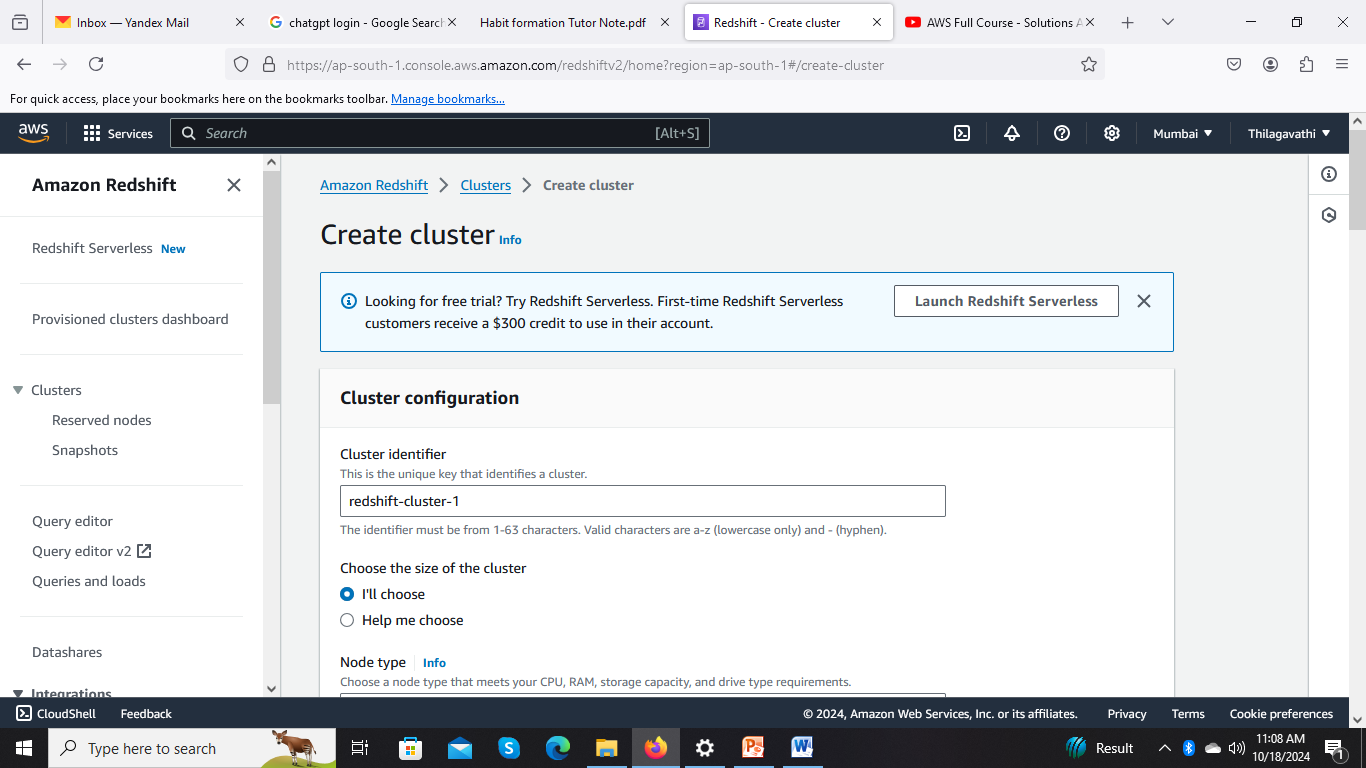 Inbox — Yandex Mail
chatgpt login - Google Search
Habit formation Tutor Note.pdf
Redshift - Create cluster
AWS Full Course - Solutions A
https://ap-south-1.console.aws.amazon.com/redshiftv2/home?region=ap-south-1#/create-cluster
For quick access, place your bookmarks here on the bookmarks toolbar. Manage bookmarks...
aws
Services
Search
[Alt+S]
Mumbai
Thilagavathi
Amazon Redshift
Redshift Serverless New
Provisioned clusters dashboard
Clusters
Reserved nodes
Snapshots
Query editor
Query editor v2
Queries and loads
Datashares
Integrations
Amazon Redshift
Clusters
Create cluster
Create cluster Info
Looking for free trial? Try Redshift Serverless. First-time Redshift Serverless
customers receive a $300 credit to use in their account.
Launch Redshift Serverless
Cluster configuration
Cluster identifier
This is the unique key that identifies a cluster.
redshift-cluster-1
The identifier must be from 1-63 characters. Valid characters are a-z (lowercase only) and - (hyphen).
Choose the size of the cluster
I'll choose
Help me choose
Node type Info
Choose a node type that meets your CPU, RAM, storage capacity, and drive type requirements.
CloudShell
Feedback
© 2024, Amazon Web Services, Inc. or its affiliates.
Privacy
Terms
Cookie preferences
Type here to search
Result
11:08 AM
10/18/2024
1